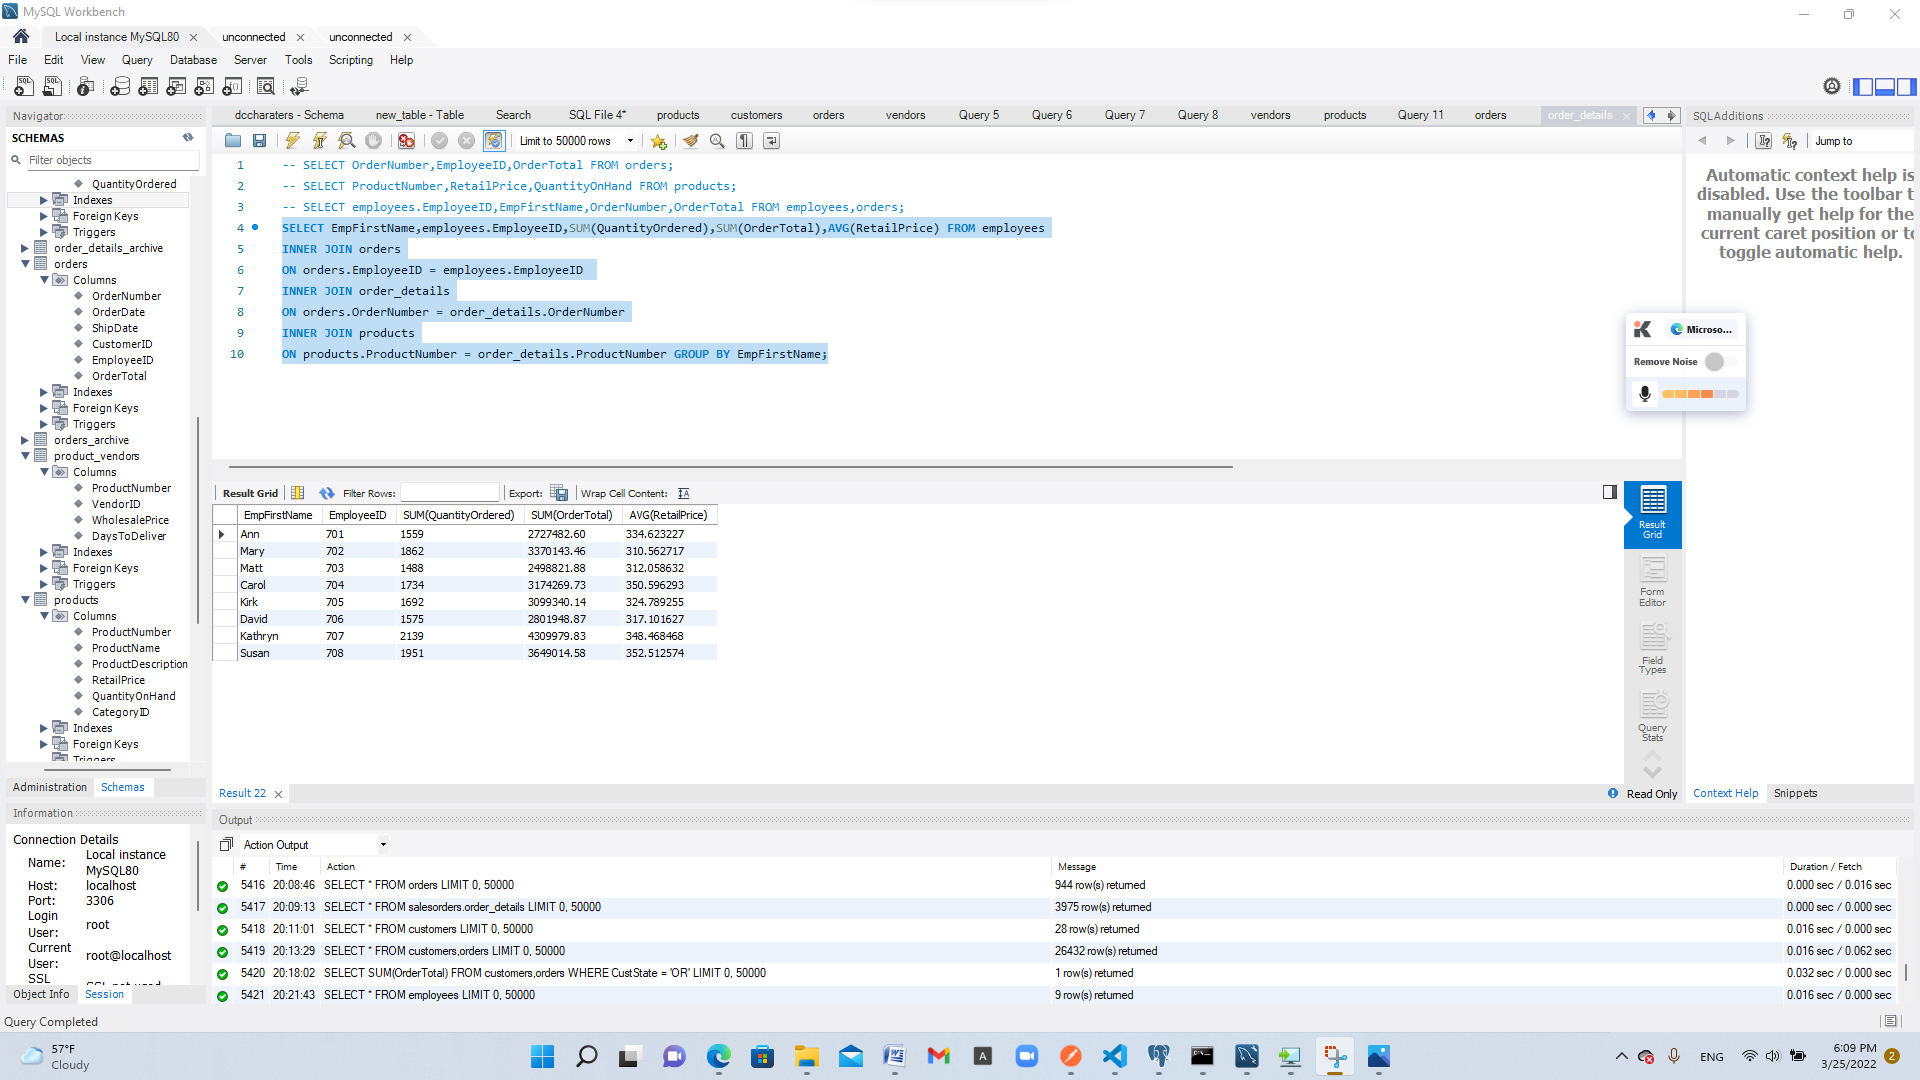 MySQL Workbench
Local instance MySQL80
unconnected
unconnected
File Edit View Query Database Server Tools Scripting Help
Navigator
SCHEMAS
Filter objects
QuantityOrdered
Indexes
Foreign Keys
Triggers
order_details_archive
orders
Columns
OrderNumber
OrderDate
ShipDate
CustomerID
EmployeeID
OrderTotal
Indexes
Foreign Keys
Triggers
orders_archive
product_vendors
Columns
ProductNumber
VendorID
WholesalePrice
DaysToDeliver
Indexes
Foreign Keys
Triggers
products
Columns
ProductNumber
ProductName
ProductDescription
RetailPrice
QuantityOnHand
CategoryID
Indexes
Foreign Keys
Triggers
Administration Schemas
Information
Connection Details
Name: Local instance MySQL80
Host: localhost
Port: 3306
Login User: root
Current User: root@localhost
SSL
Object Info Session
Query Completed
dccharaters - Schema new_table - Table Search SQL File 4* products customers orders vendors Query 5 Query 6 Query 7 Query 8 vendors products Query 11 orders order_details
Limit to 50000 rows
1 -- SELECT OrderNumber,EmployeeID,OrderTotal FROM orders;
2 -- SELECT ProductNumber,RetailPrice,QuantityOnHand FROM products;
3 -- SELECT employees.EmployeeID,EmpFirstName,OrderNumber,OrderTotal FROM employees,orders;
4 SELECT EmpFirstName,employees.EmployeeID,SUM(QuantityOrdered),SUM(OrderTotal),AVG(RetailPrice) FROM employees
5 INNER JOIN orders
6 ON orders.EmployeeID = employees.EmployeeID
7 INNER JOIN order_details
8 ON orders.OrderNumber = order_details.OrderNumber
9 INNER JOIN products
10 ON products.ProductNumber = order_details.ProductNumber GROUP BY EmpFirstName;
Result Grid Filter Rows: Export: Wrap Cell Content:
EmpFirstName EmployeeID SUM(QuantityOrdered) SUM(OrderTotal) AVG(RetailPrice)
Ann 701 1559 2727482.60 334.623227
Mary 702 1862 3370143.46 310.562717
Matt 703 1488 2498821.88 312.058632
Carol 704 1734 3174269.73 350.596293
Kirk 705 1692 3099340.14 324.789255
David 706 1575 2801948.87 317.101627
Kathryn 707 2139 4309979.83 348.468468
Susan 708 1951 3649014.58 352.512574
Result Grid
Form Editor
Field Types
Query Stats
Result 22
Read Only
SQLAdditions
Jump to
Automatic context help is
disabled. Use the toolbar t
manually get help for the
current caret position or to
toggle automatic help.
Microso...
Remove Noise
Context Help Snippets
Output
Action Output
# Time Action Message Duration / Fetch
5416 20:08:46 SELECT * FROM orders LIMIT 0, 50000 944 row(s) returned 0.000 sec / 0.016 sec
5417 20:09:13 SELECT * FROM salesorders.order_details LIMIT 0, 50000 3975 row(s) returned 0.000 sec / 0.000 sec
5418 20:11:01 SELECT * FROM customers LIMIT 0, 50000 28 row(s) returned 0.016 sec / 0.000 sec
5419 20:13:29 SELECT * FROM customers,orders LIMIT 0, 50000 26432 row(s) returned 0.016 sec / 0.062 sec
5420 20:18:02 SELECT SUM(OrderTotal) FROM customers,orders WHERE CustState = 'OR' LIMIT 0, 50000 1 row(s) returned 0.032 sec / 0.000 sec
5421 20:21:43 SELECT * FROM employees LIMIT 0, 50000 9 row(s) returned 0.016 sec / 0.000 sec
57°F
Cloudy
ENG
6:09 PM
3/25/2022
2